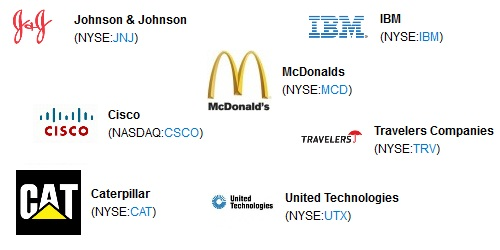 J&J
Johnson & Johnson
(NYSE:JNJ)
IBM
IBM
(NYSE:IBM)
McDonald's
McDonalds
(NYSE:MCD)
CISCO
Cisco
(NASDAQ:CSCO)
TRAVELERS
Travelers Companies
(NYSE:TRV)
CAT
Caterpillar
(NYSE:CAT)
United
Technologies
United Technologies
(NYSE:UTX)